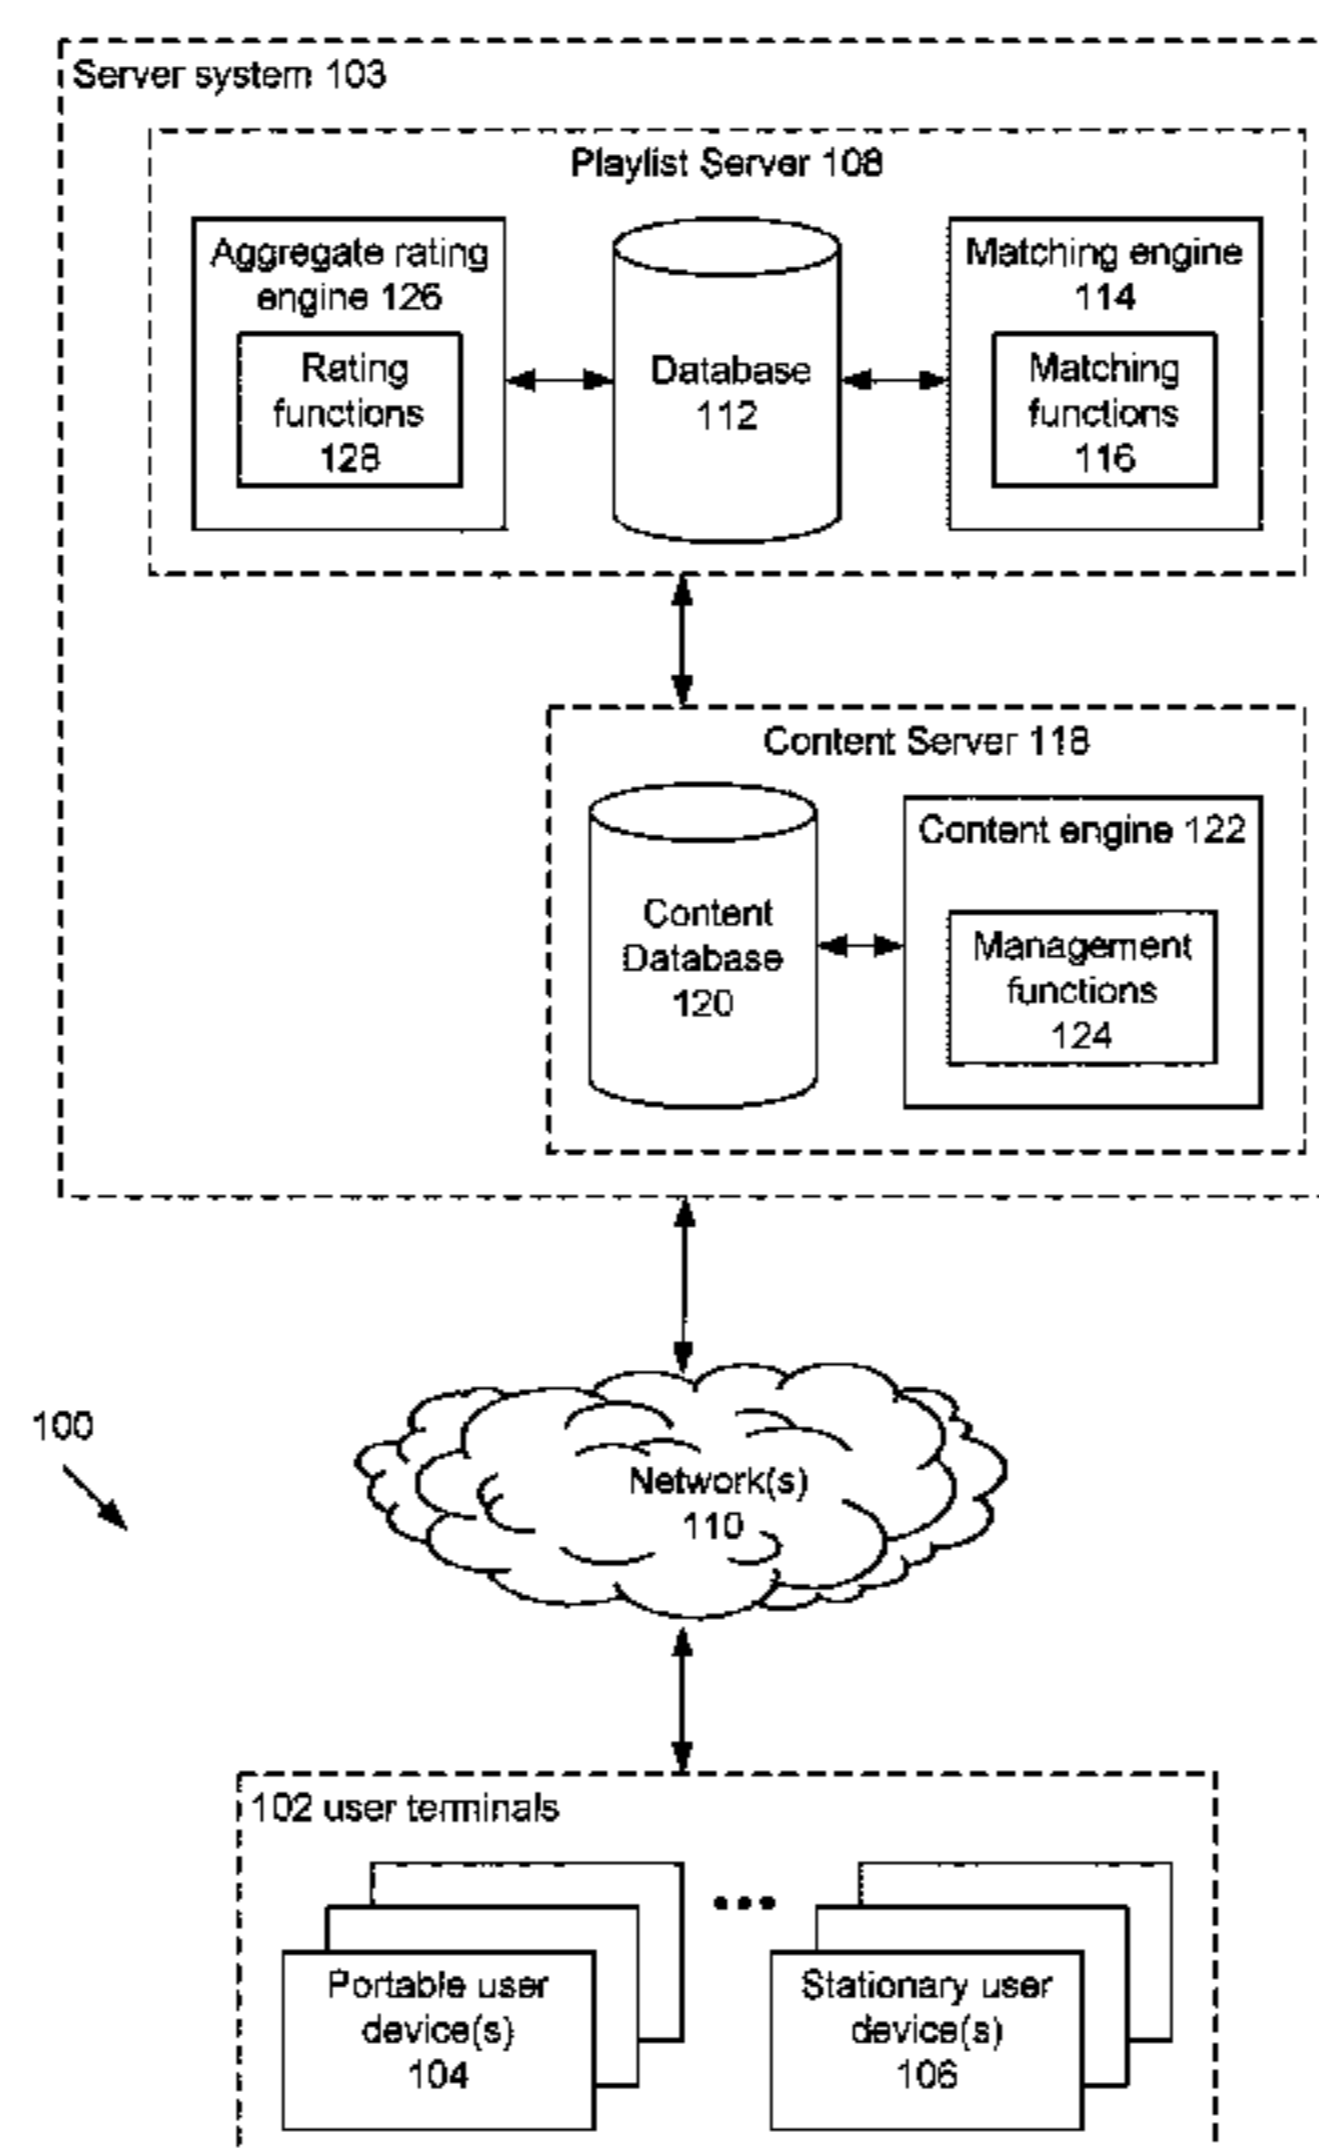 Server system 103
Playlist Server 108
Aggregate rating
engine 126
Rating
functions
128
Database
112
Matching engine
114
Matching
functions
116
Content Server 118
Content
Database
120
Content engine 122
Management
functions
124
100
Network(s)
110
102 user terminals
Portable user
device(s)
104
Stationary user
device(s)
106